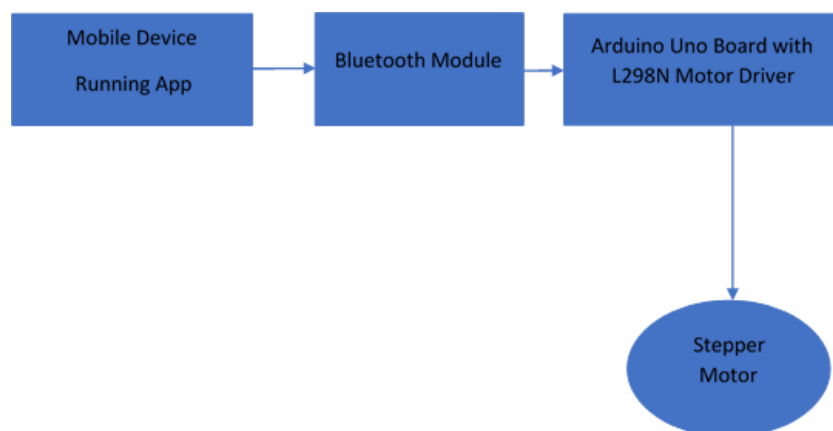 Mobile Device
Running App
Bluetooth Module
Arduino Uno Board with
L298N Motor Driver
Stepper
Motor